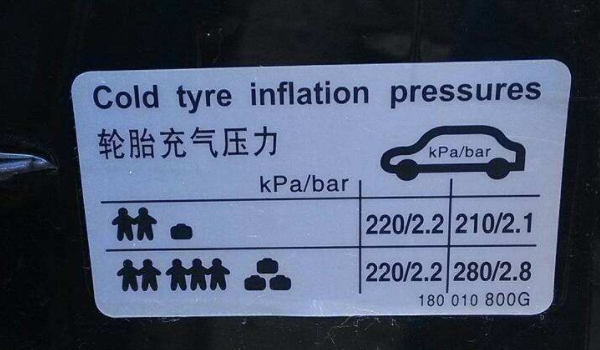 Cold tyre inflation pressures
轮胎充气压力
kPa/bar
kPa/bar
220/2.2 210/2.1
220/2.2 280/2.8
180 010 800G